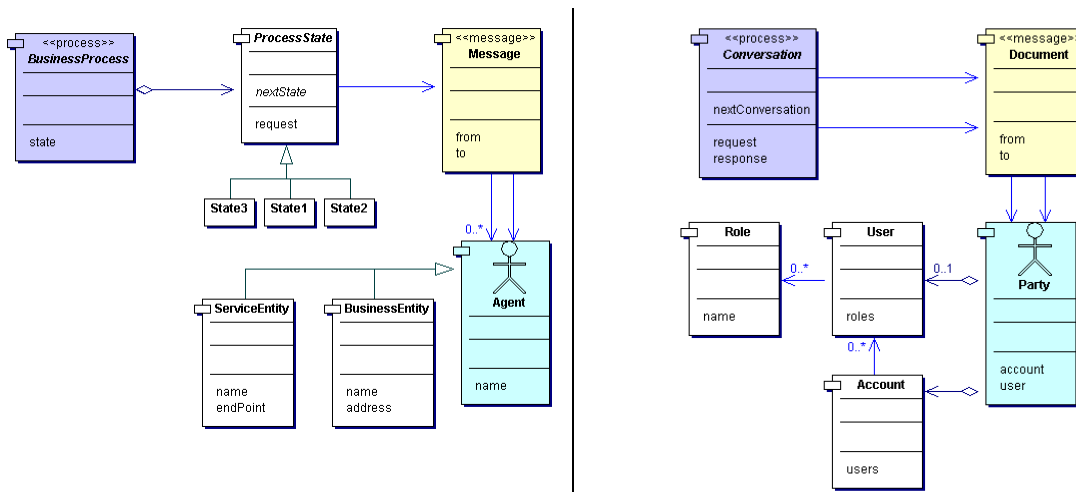 <<process>>
BusinessProcess
state
ProcessState
nextState
request
<<message>>
Message
from
to
State3
State1
State2
0..*
Agent
name
ServiceEntity
name
endPoint
BusinessEntity
name
address
<<process>>
Conversation
nextConversation
request
response
<<message>>
Document
from
to
Role
name
0..*
User
roles
0..1
Party
account
user
0..*
Account
users